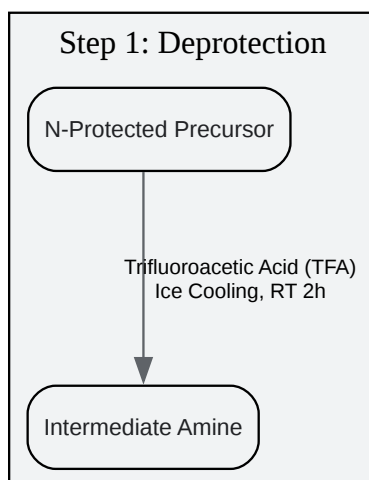 Step 1: Deprotection
N-Protected Precursor
Trifluoroacetic Acid (TFA)
Ice Cooling, RT 2h
Intermediate Amine